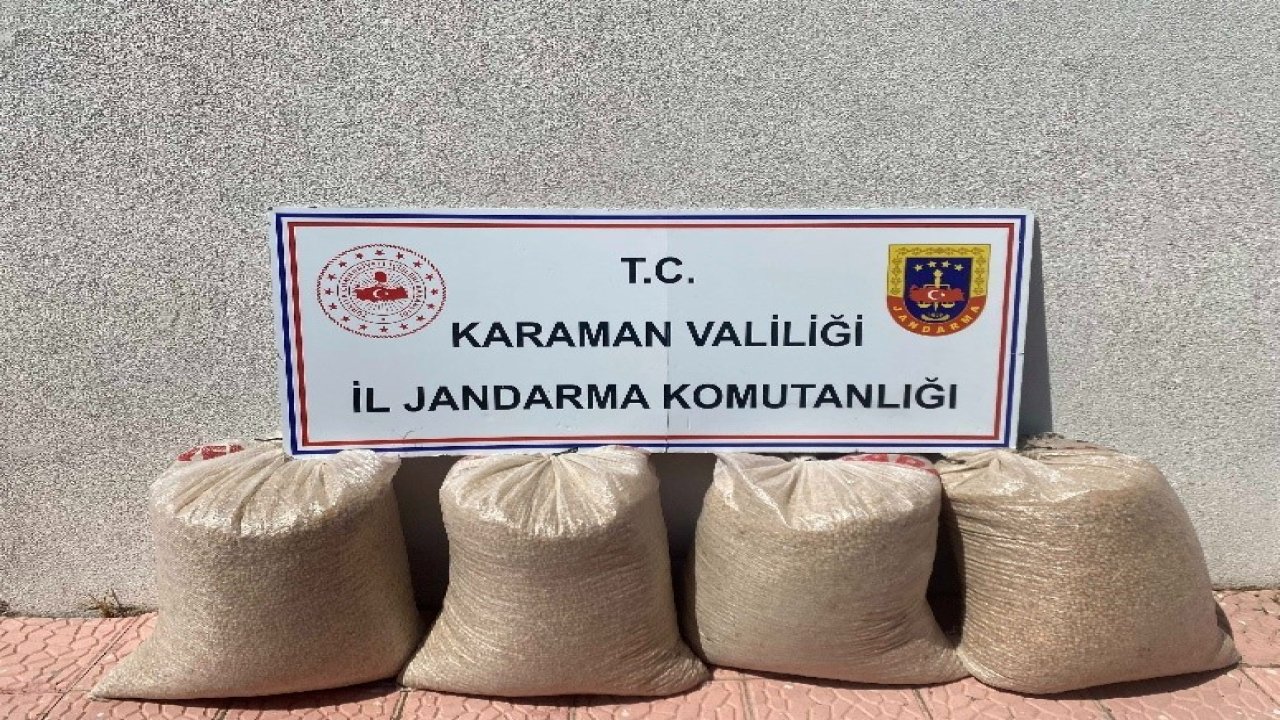 T.C.
KARAMAN VALİLİĞİ
İL JANDARMA KOMUTANLIĞI
JANDARMA